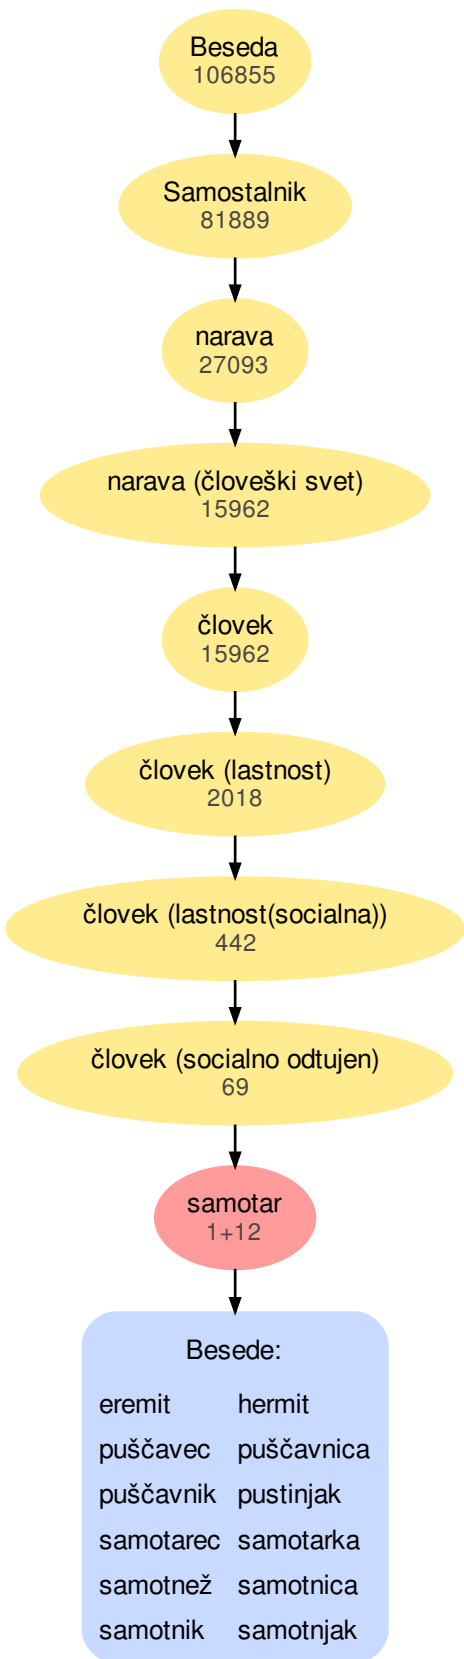 Beseda
106855
Samostalnik
81889
narava
27093
narava (človeški svet)
15962
človek
15962
človek (lastnost)
2018
človek (lastnost(socialna))
442
človek (socialno odtujen)
69
samotar
1+12
Besede:
eremit hermit
puščavec puščavnica
puščavnik pustinjak
samotarec samotarka
samotnež samotnica
samotnik samotnjak